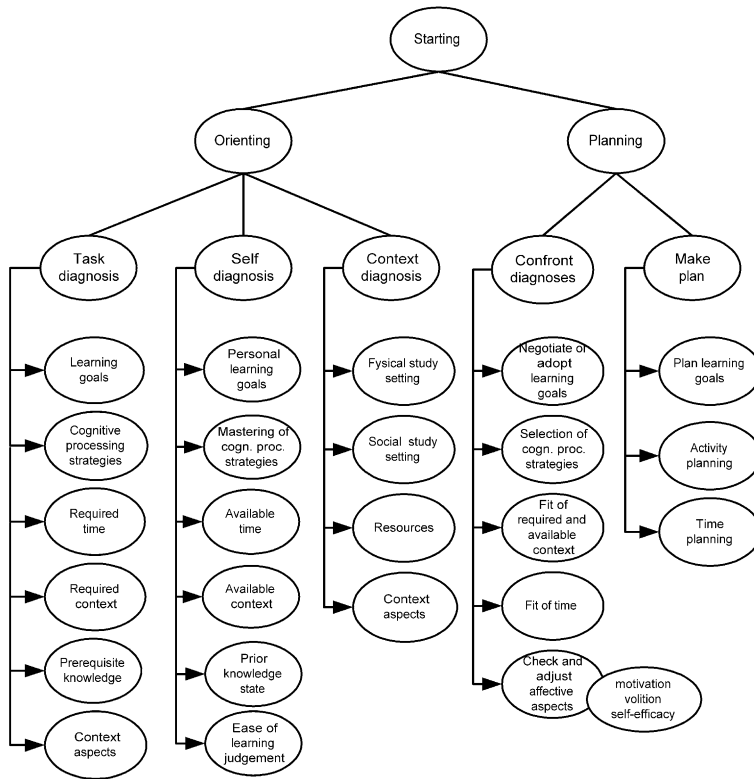 Starting
Orienting
Planning
Task
diagnosis
Self
diagnosis
Context
diagnosis
Confront
diagnoses
Make
plan
Learning
goals
Cognitive
processing
strategies
Required
time
Required
context
Prerequisite
knowledge
Context
aspects
Personal
learning
goals
Mastering of
cogn. proc.
strategies
Available
time
Available
context
Prior
knowledge
state
Ease of
learning
judgement
Fysical study
setting
Social study
setting
Resources
Context
aspects
Negotiate or
adopt
learning
goals
Selection of
cogn. proc.
strategies
Fit of
required and
available
context
Fit of time
Check and
adjust
affective
aspects
motivation
volition
self-efficacy
Plan learning
goals
Activity
planning
Time
planning